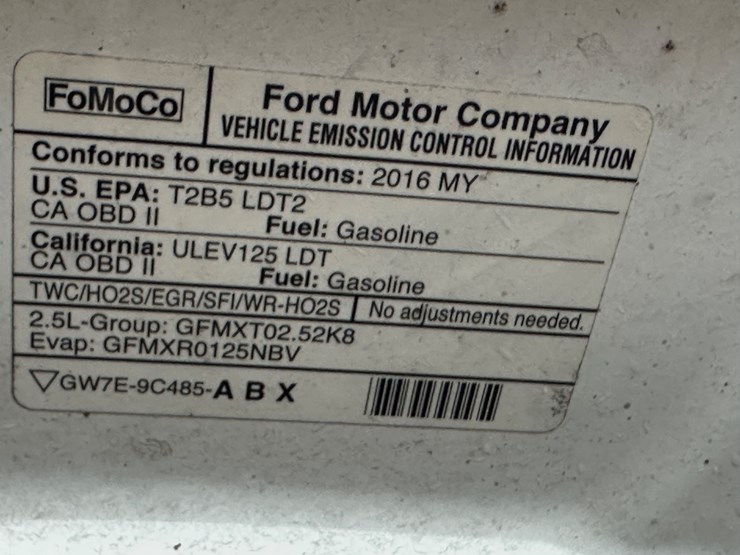 FoMoCo
Ford Motor Company
VEHICLE EMISSION CONTROL INFORMATION
Conforms to regulations: 2016 MY
U.S. EPA: T2B5 LDT2
CA OBD II Fuel: Gasoline
California: ULEV125 LDT
CA OBD II Fuel: Gasoline
TWC/HO2S/EGR/SFI/WR-HO2S No adjustments needed.
2.5L-Group: GFMXT02.52K8
Evap: GFMXR0125NBV
▽GW7E-9C485-A B X